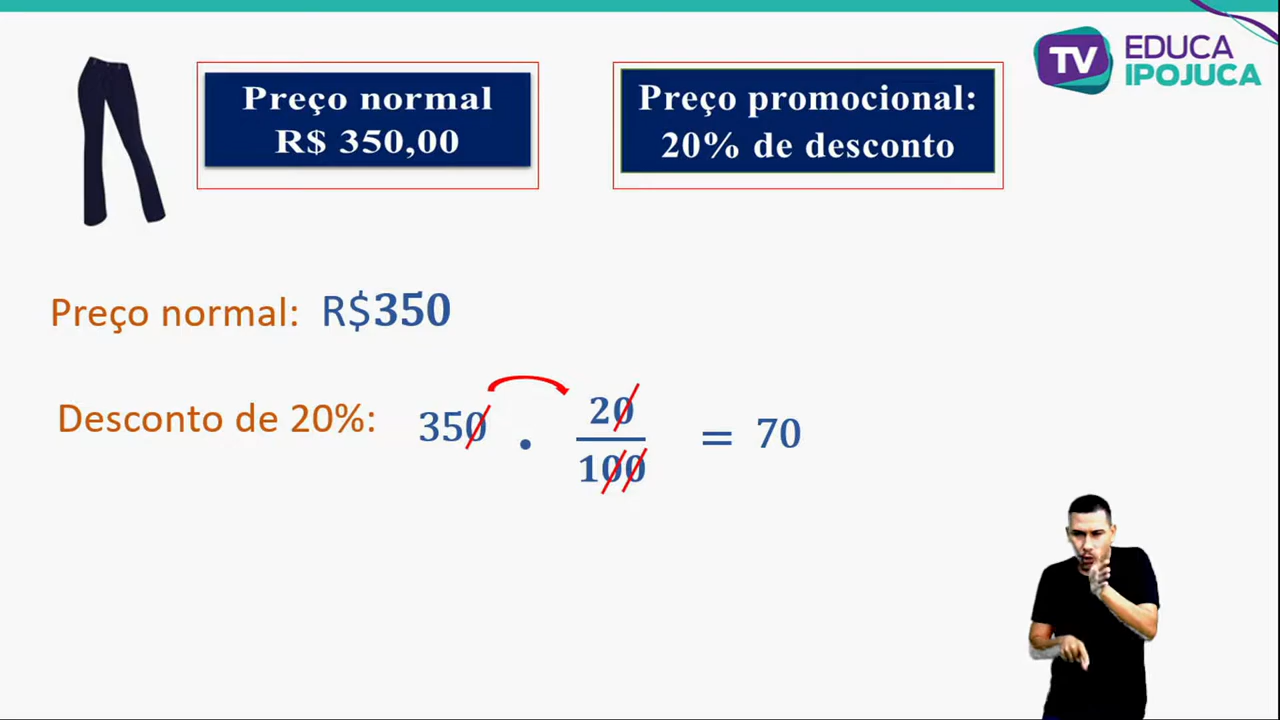 TV EDUCA
IPOJUCA
Preço normal
R$ 350,00
Preço promocional:
20% de desconto
Preço normal: R$350
Desconto de 20%: 350 . 20/100 = 70